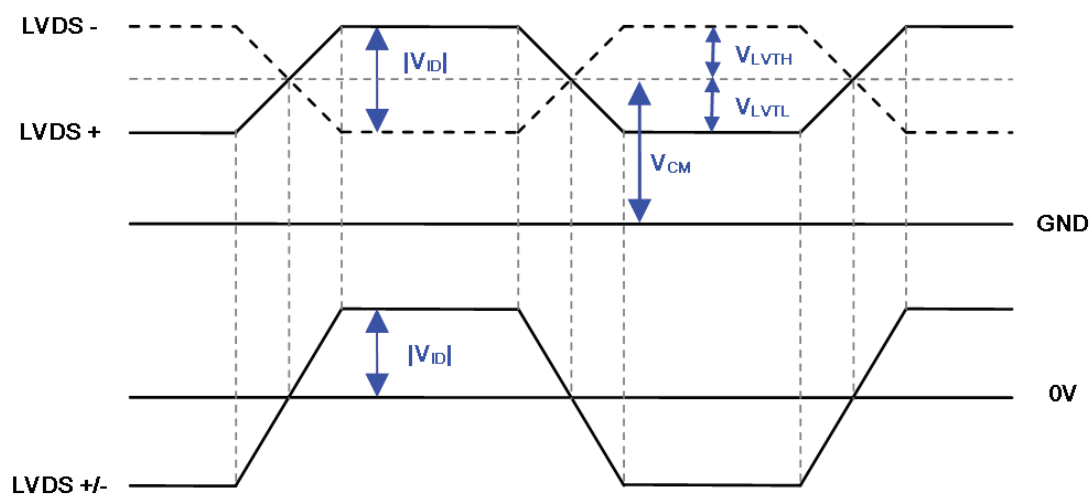 LVDS -
|VID|
VLVTH
VLVTL
LVDS +
VCM
GND
|VID|
0V
LVDS +/-